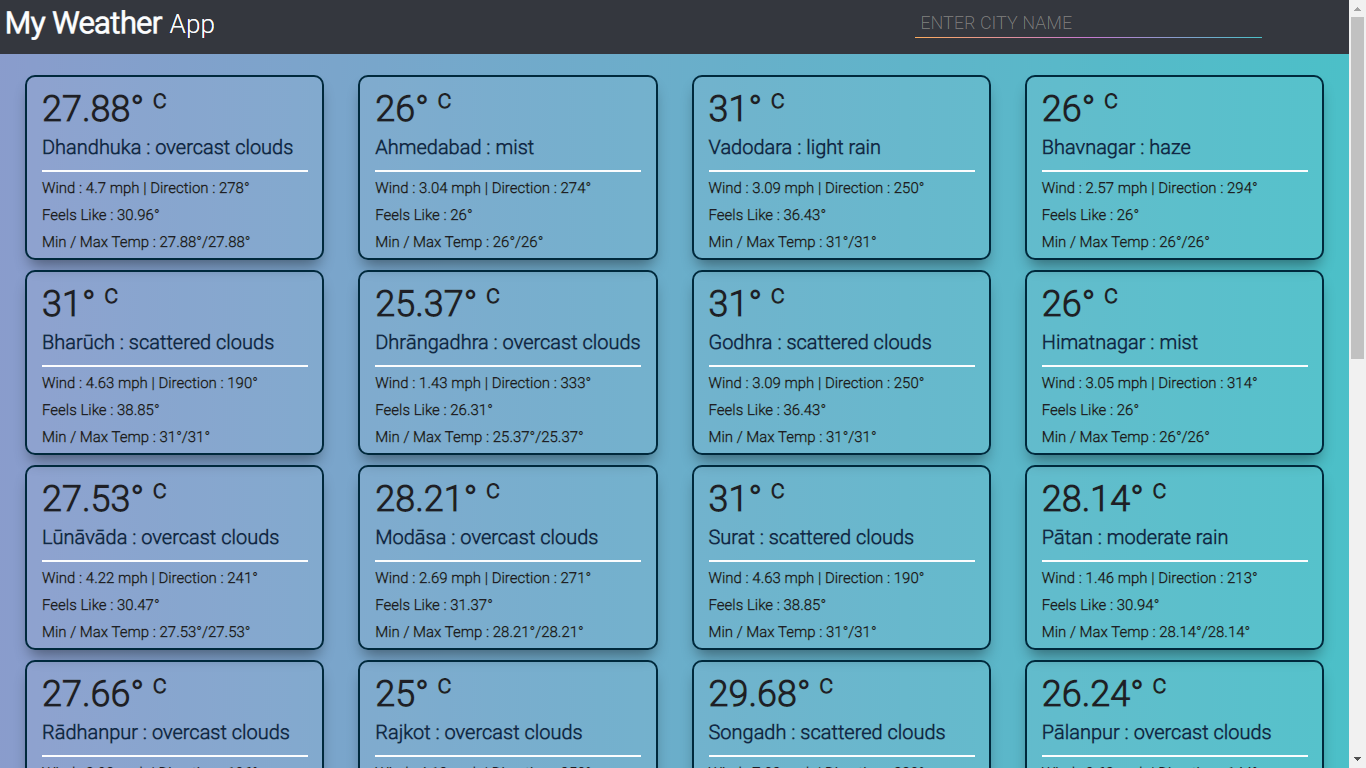 My Weather App
ENTER CITY NAME
27.88° C
Dhandhuka : overcast clouds
Wind : 4.7 mph | Direction : 278°
Feels Like : 30.96°
Min / Max Temp : 27.88°/27.88°
26° C
Ahmedabad : mist
Wind : 3.04 mph | Direction : 274°
Feels Like : 26°
Min / Max Temp : 26°/26°
31° C
Vadodara : light rain
Wind : 3.09 mph | Direction : 250°
Feels Like : 36.43°
Min / Max Temp : 31°/31°
26° C
Bhavnagar : haze
Wind : 2.57 mph | Direction : 294°
Feels Like : 26°
Min / Max Temp : 26°/26°
31° C
Bharūch : scattered clouds
Wind : 4.63 mph | Direction : 190°
Feels Like : 38.85°
Min / Max Temp : 31°/31°
25.37° C
Dhrāngadhra : overcast clouds
Wind : 1.43 mph | Direction : 333°
Feels Like : 26.31°
Min / Max Temp : 25.37°/25.37°
31° C
Godhra : scattered clouds
Wind : 3.09 mph | Direction : 250°
Feels Like : 36.43°
Min / Max Temp : 31°/31°
26° C
Himatnagar : mist
Wind : 3.05 mph | Direction : 314°
Feels Like : 26°
Min / Max Temp : 26°/26°
27.53° C
Lūnāvāda : overcast clouds
Wind : 4.22 mph | Direction : 241°
Feels Like : 30.47°
Min / Max Temp : 27.53°/27.53°
28.21° C
Modāsa : overcast clouds
Wind : 2.69 mph | Direction : 271°
Feels Like : 31.37°
Min / Max Temp : 28.21°/28.21°
31° C
Surat : scattered clouds
Wind : 4.63 mph | Direction : 190°
Feels Like : 38.85°
Min / Max Temp : 31°/31°
28.14° C
Pātan : moderate rain
Wind : 1.46 mph | Direction : 213°
Feels Like : 30.94°
Min / Max Temp : 28.14°/28.14°
27.66° C
Rādhanpur : overcast clouds
25° C
Rajkot : overcast clouds
29.68° C
Songadh : scattered clouds
26.24° C
Pālanpur : overcast clouds